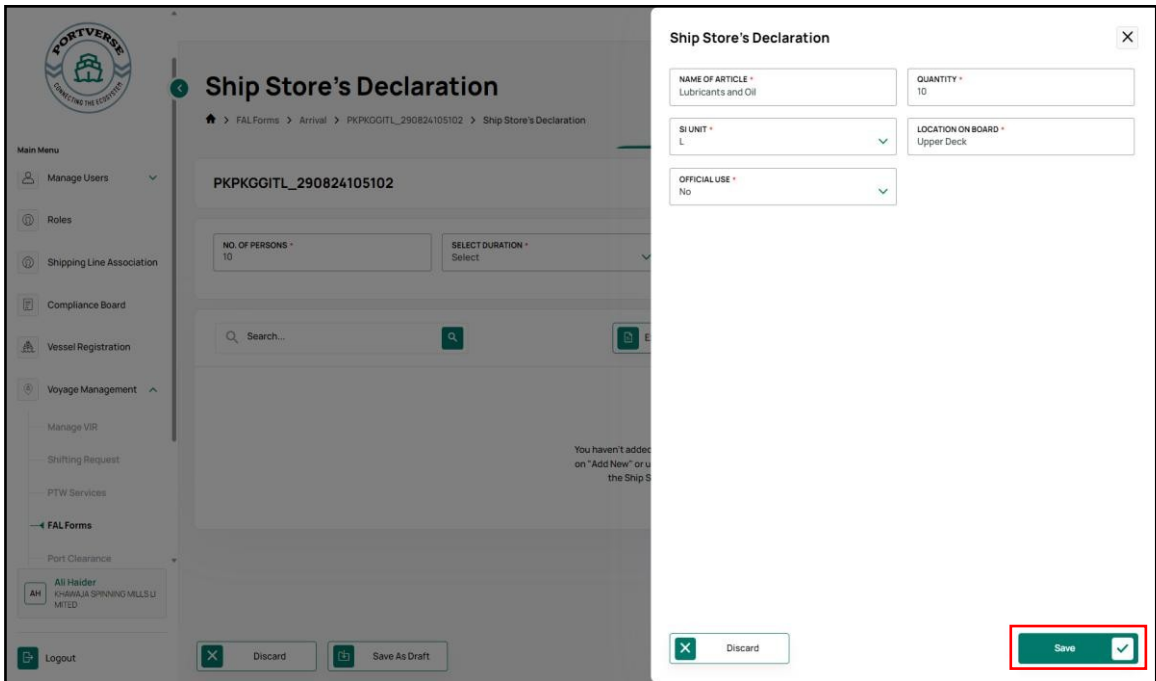 PORTVERSE
CONNECTING THE ECOSYSTEM
Main Menu
Manage Users
Roles
Shipping Line Association
Compliance Board
Vessel Registration
Voyage Management
Manage VIR
Shifting Request
PTW Services
FAL Forms
Port Clearance
AH
Ali Haider
KHAWAJA SPINNING MILLS LI
MITED
Logout
Ship Store's Declaration
> FAL Forms > Arrival > PKPKGGITL_290824105102 > Ship Store's Declaration
PKPKGGITL_290824105102
NO. OF PERSONS *
10
SELECT DURATION *
Select
Search...
E
You haven't added
on "Add New" or u
the Ship S
Discard
Save As Draft
Ship Store's Declaration
NAME OF ARTICLE *
Lubricants and Oil
QUANTITY *
10
SI UNIT *
L
LOCATION ON BOARD *
Upper Deck
OFFICIAL USE *
No
Discard
Save